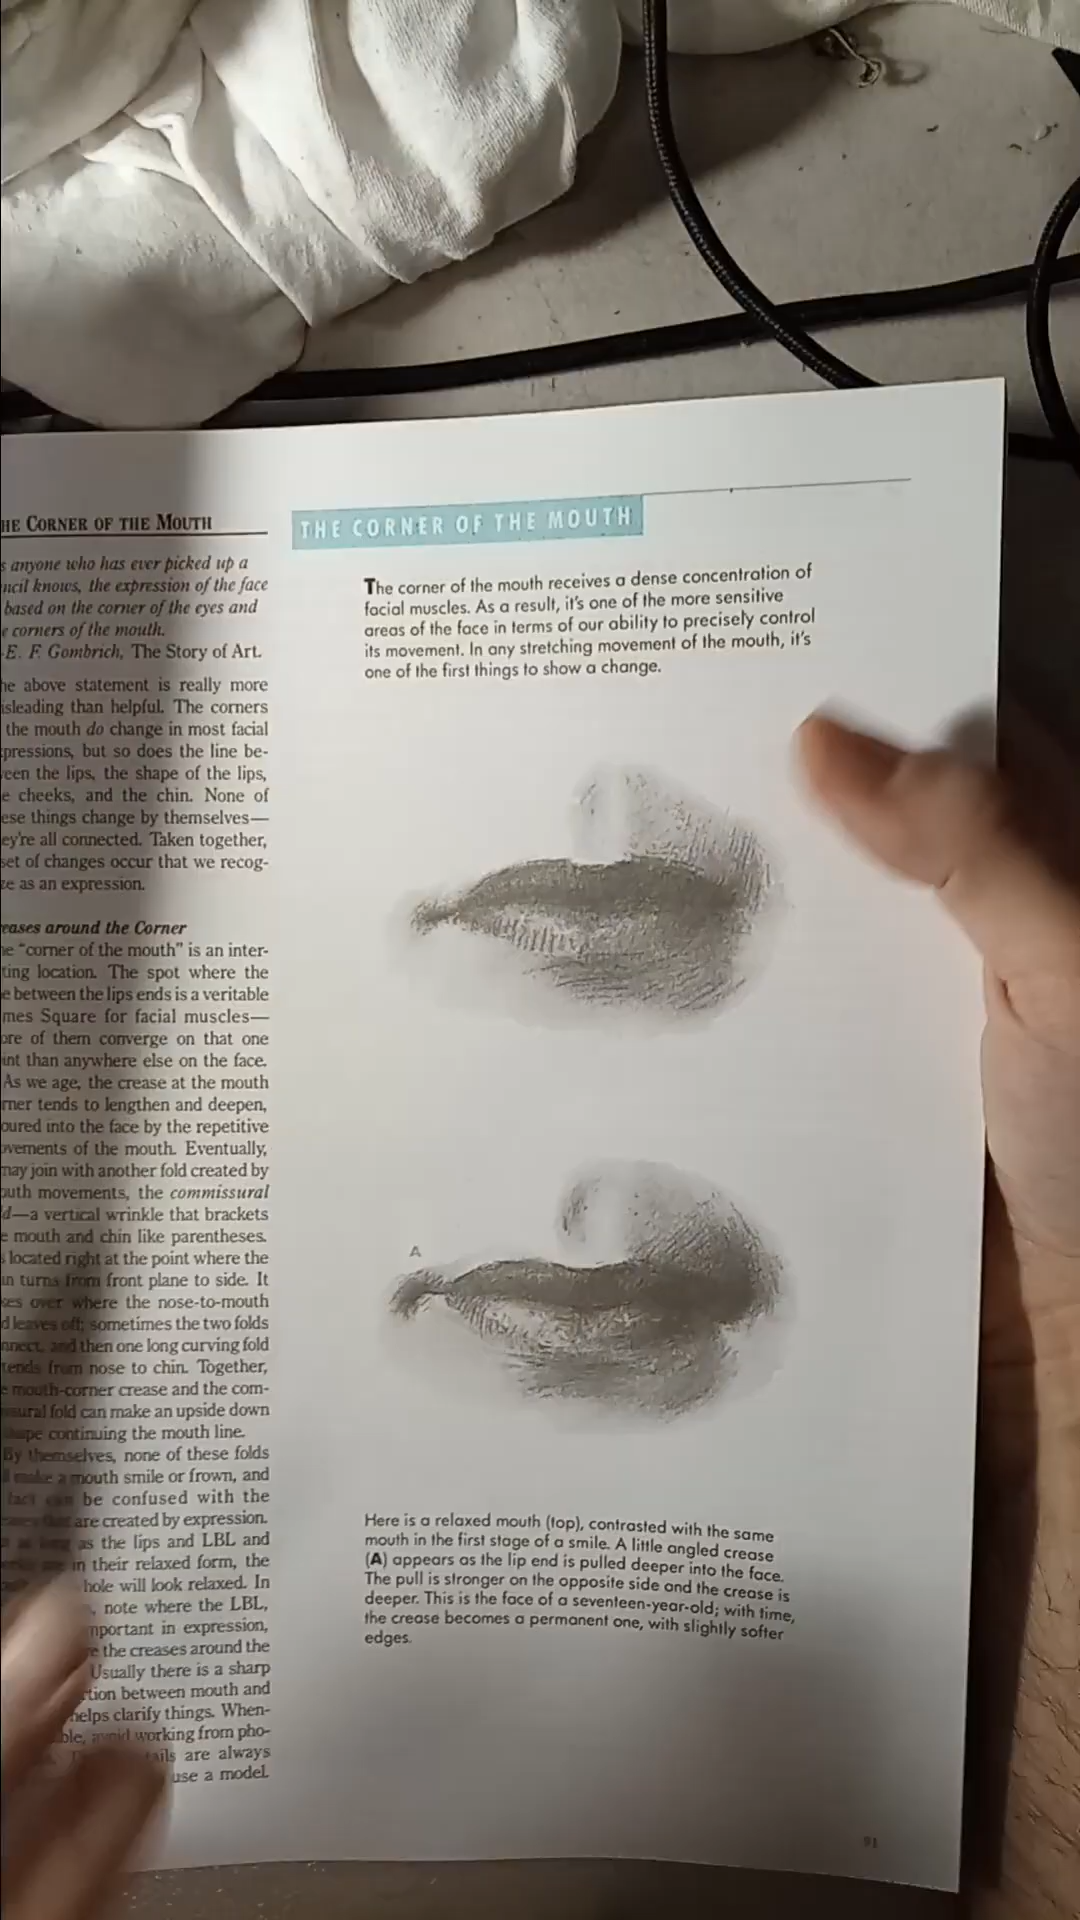 HE CORNER OF THE MOUTH
s anyone who has ever picked up a
ncil knows, the expression of the face
based on the corner of the eyes and
e corners of the mouth.
-E. F. Gombrich, The Story of Art.
he above statement is really more
isleading than helpful. The corners
the mouth do change in most facial
pressions, but so does the line be-
een the lips, the shape of the lips,
e cheeks, and the chin. None of
ese things change by themselves—
ey're all connected. Taken together,
set of changes occur that we recog-
ze as an expression.
eases around the Corner
e "corner of the mouth" is an inter-
ting location. The spot where the
e between the lips ends is a veritable
mes Square for facial muscles—
ore of them converge on that one
int than anywhere else on the face.
As we age, the crease at the mouth
rner tends to lengthen and deepen,
oured into the face by the repetitive
ovements of the mouth. Eventually,
may join with another fold created by
outh movements, the commissural
d—a vertical wrinkle that brackets
e mouth and chin like parentheses.
s located right at the point where the
in turns from front plane to side. It
ses over where the nose-to-mouth
d leaves off; sometimes the two folds
nnect, and then one long curving fold
tends from nose to chin. Together,
e mouth-corner crease and the com-
ssural fold can make an upside down
continuing the mouth line.
By themselves, none of these folds
make a mouth smile or frown, and
fact can be confused with the
are created by expression.
as long as the lips and LBL and
in their relaxed form, the
hole will look relaxed. In
, note where the LBL,
mportant in expression,
e the creases around the
Usually there is a sharp
tion between mouth and
helps clarify things. When-
ble, avoid working from pho-
ails are always
use a model.
THE CORNER OF THE MOUTH
The corner of the mouth receives a dense concentration of
facial muscles. As a result, it's one of the more sensitive
areas of the face in terms of our ability to precisely control
its movement. In any stretching movement of the mouth, it's
one of the first things to show a change.
A
Here is a relaxed mouth (top), contrasted with the same
mouth in the first stage of a smile. A little angled crease
(A) appears as the lip end is pulled deeper into the face.
The pull is stronger on the opposite side and the crease is
deeper. This is the face of a seventeen-year-old; with time,
the crease becomes a permanent one, with slightly softer
edges.
91